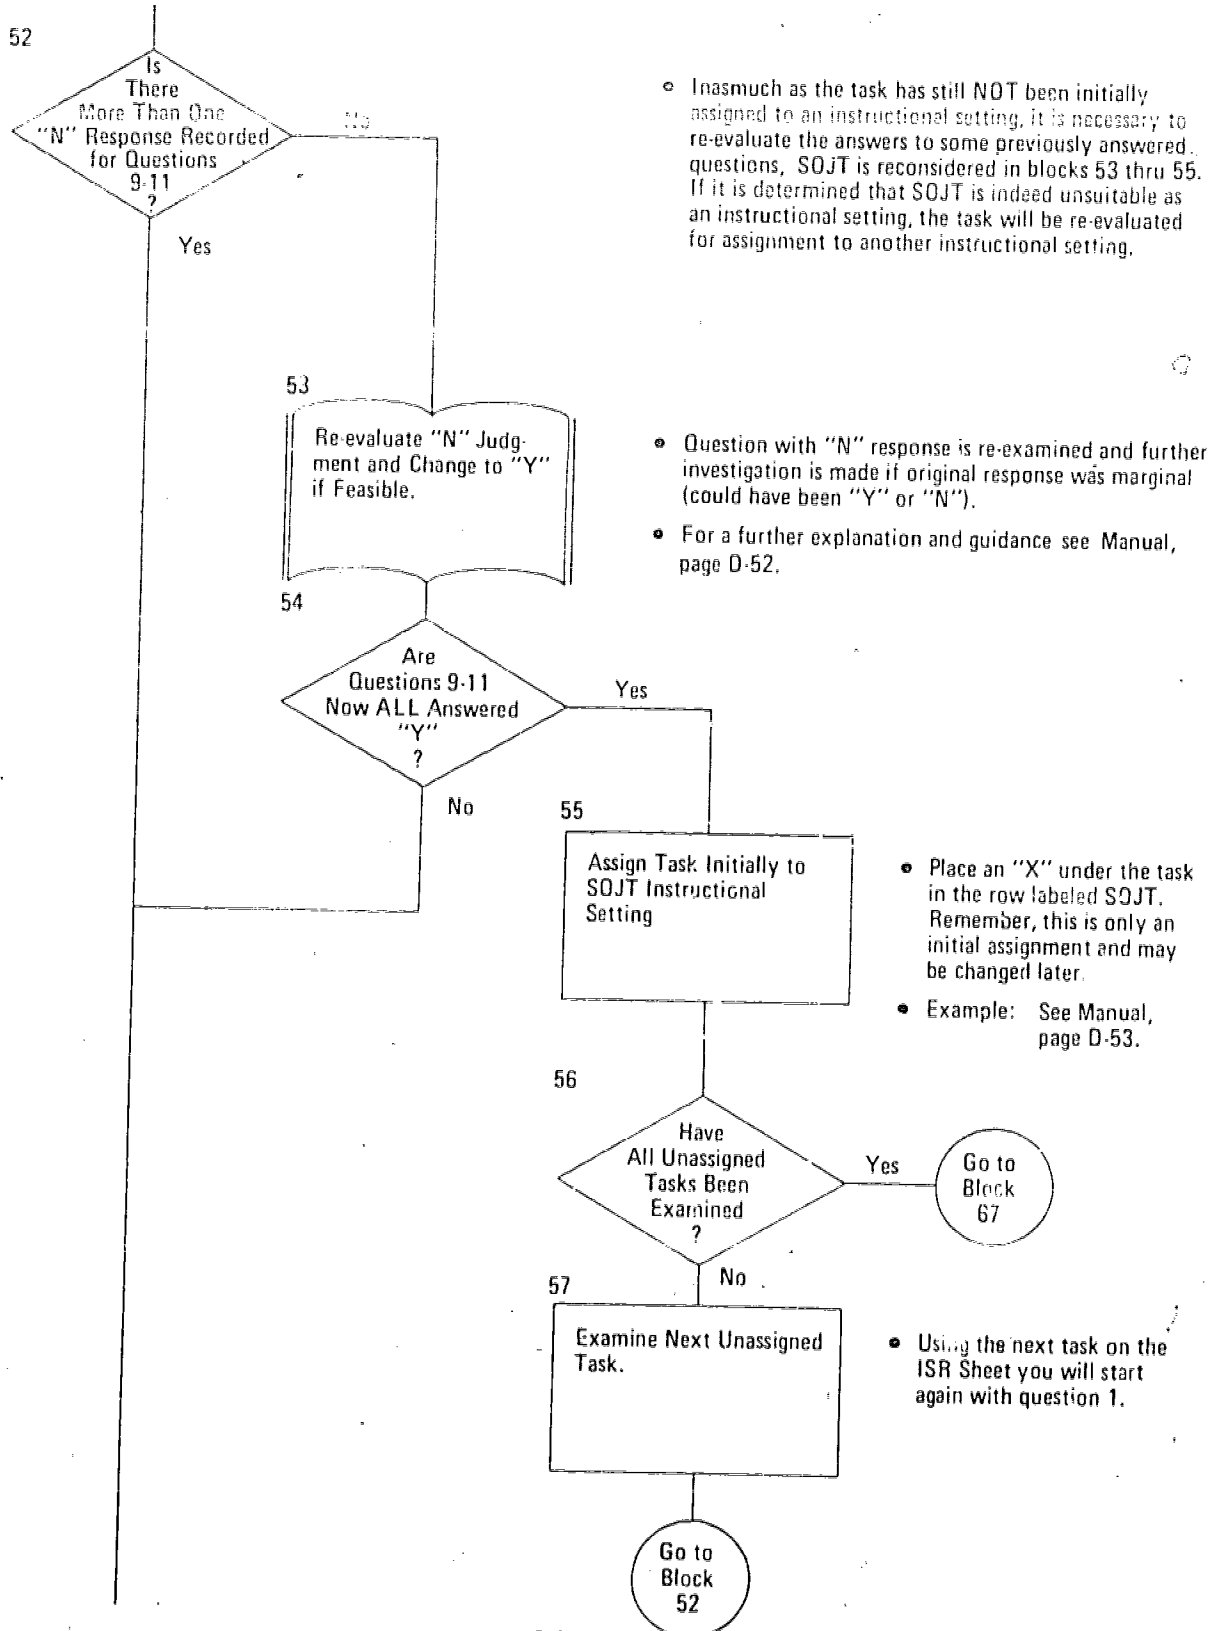 52
Is
There
More Than One
"N" Response Recorded
for Questions
9-11
?
No
Yes
o Inasmuch as the task has still NOT been initially
assigned to an instructional setting, it is necessary to
re-evaluate the answers to some previously answered
questions, SOJT is reconsidered in blocks 53 thru 55.
If it is determined that SOJT is indeed unsuitable as
an instructional setting, the task will be re-evaluated
for assignment to another instructional setting.
53
Re-evaluate "N" Judg-
ment and Change to "Y"
if Feasible.
• Question with "N" response is re-examined and further
investigation is made if original response was marginal
(could have been "Y" or "N").
• For a further explanation and guidance see Manual,
page D-52.
54
Are
Questions 9-11
Now ALL Answered
"Y"
?
Yes
No
55
Assign Task Initially to
SOJT Instructional
Setting
• Place an "X" under the task
in the row labeled SOJT.
Remember, this is only an
initial assignment and may
be changed later.
• Example: See Manual,
page D-53.
56
Have
All Unassigned
Tasks Been
Examined
?
Yes
Go to
Block
67
No
57
Examine Next Unassigned
Task.
• Using the next task on the
ISR Sheet you will start
again with question 1.
Go to
Block
52